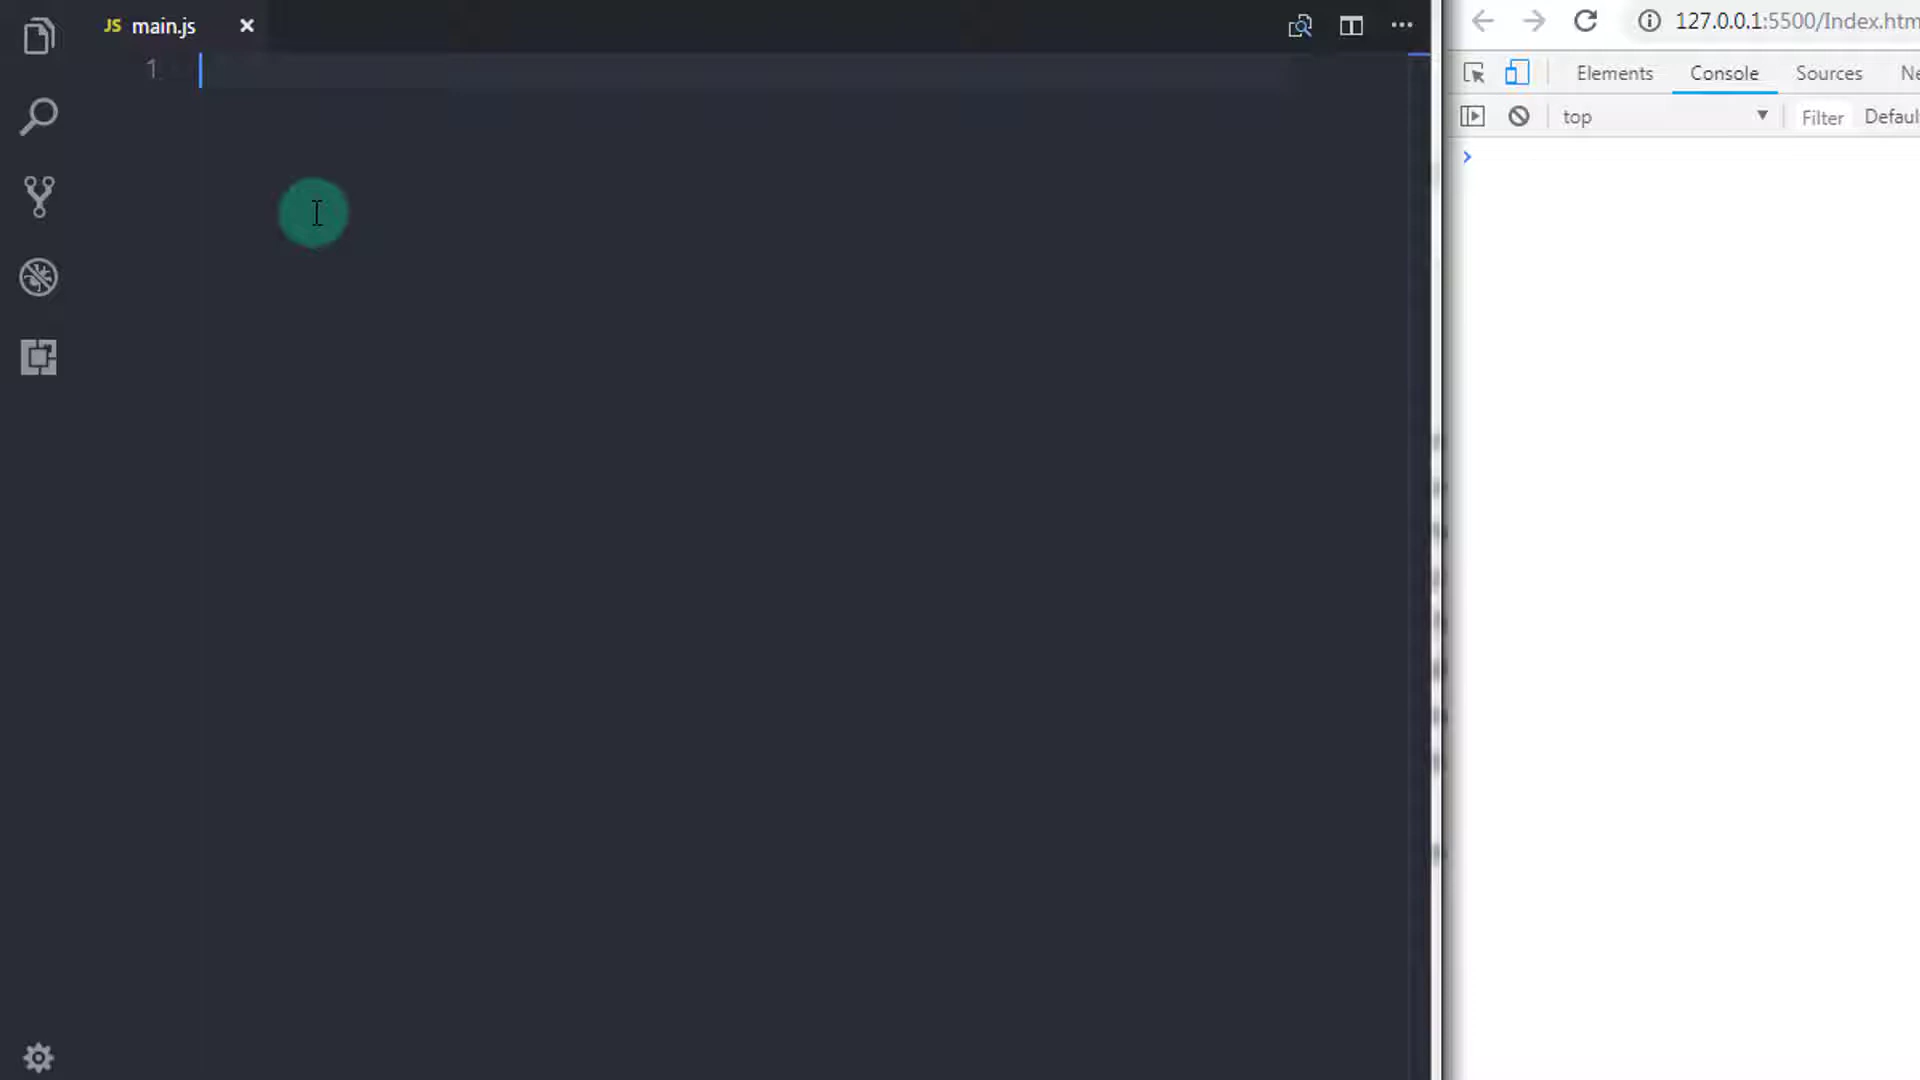 JS main.js
1
127.0.0.1:5500/Index.htm
Elements Console Sources Ne
top Filter Defaul